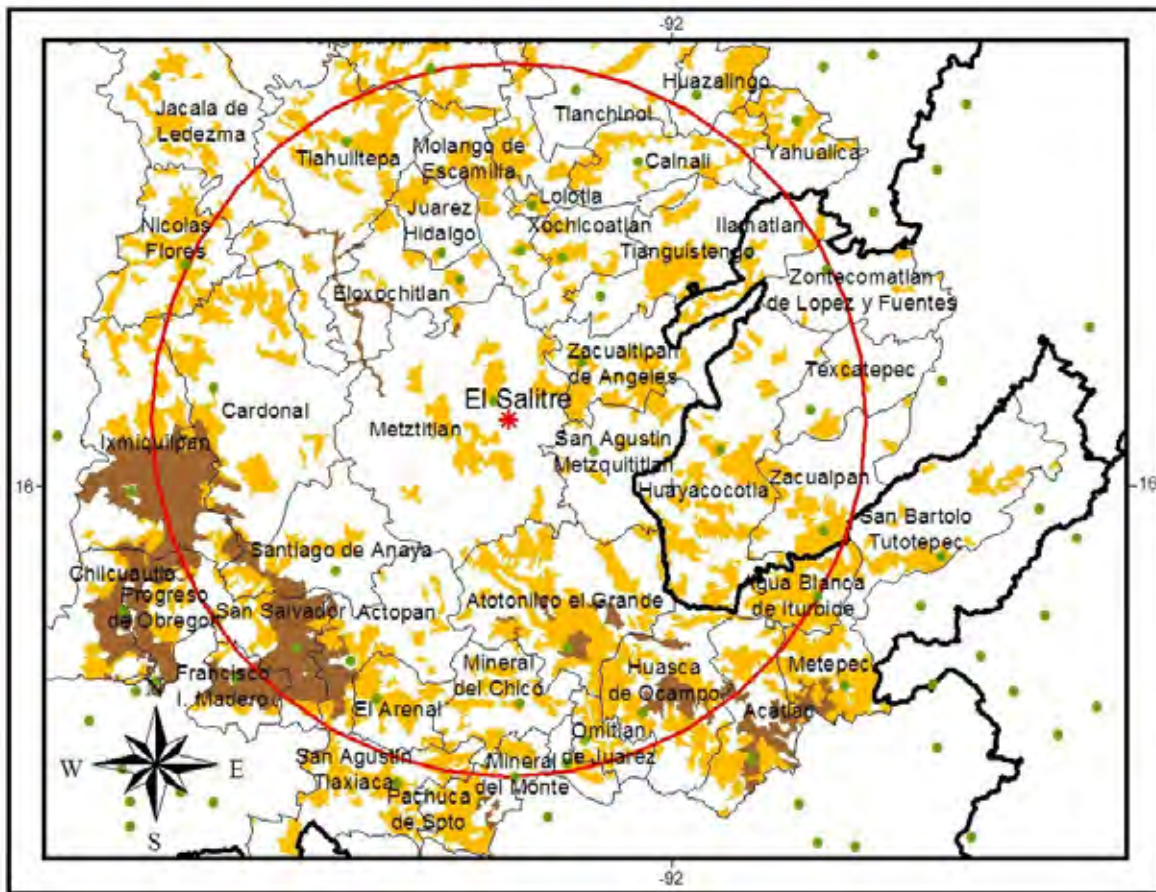 -92
Huazalingo
Jacala de
Ledezma
Tlanchinol
Tlahuiltepa
Molango de
Escamilla
Calnali
Yahualica
Lolotla
Juarez
Hidalgo
Xochicoatlan
Ilamatlan
Nicolas
Flores
Tianguistengo
Eloxochitlan
Zontecomatlan
de Lopez y Fuentes
Zacualtipan
de Angeles
Texcatepec
El Salitre
Cardonal
Metztitlan
Ixmiquilpan
San Agustin
Metzquititlan
16
Huayacocotla
Zacualpan
16
San Bartolo
Tutotepec
Santiago de Anaya
Chilcuautla
Progreso
de Obregon
San Salvador
Actopan
Atotonilco el Grande
Igua Blanca
de Iturbide
Francisco
I. Madero
Mineral
del Chico
Huasca
de Ocampo
Metepec
El Arenal
Acatlan
Omitlan
de Juarez
San Agustin
Tlaxiaca
Mineral
del Monte
Pachuca
de Spto
W
E
S
-92